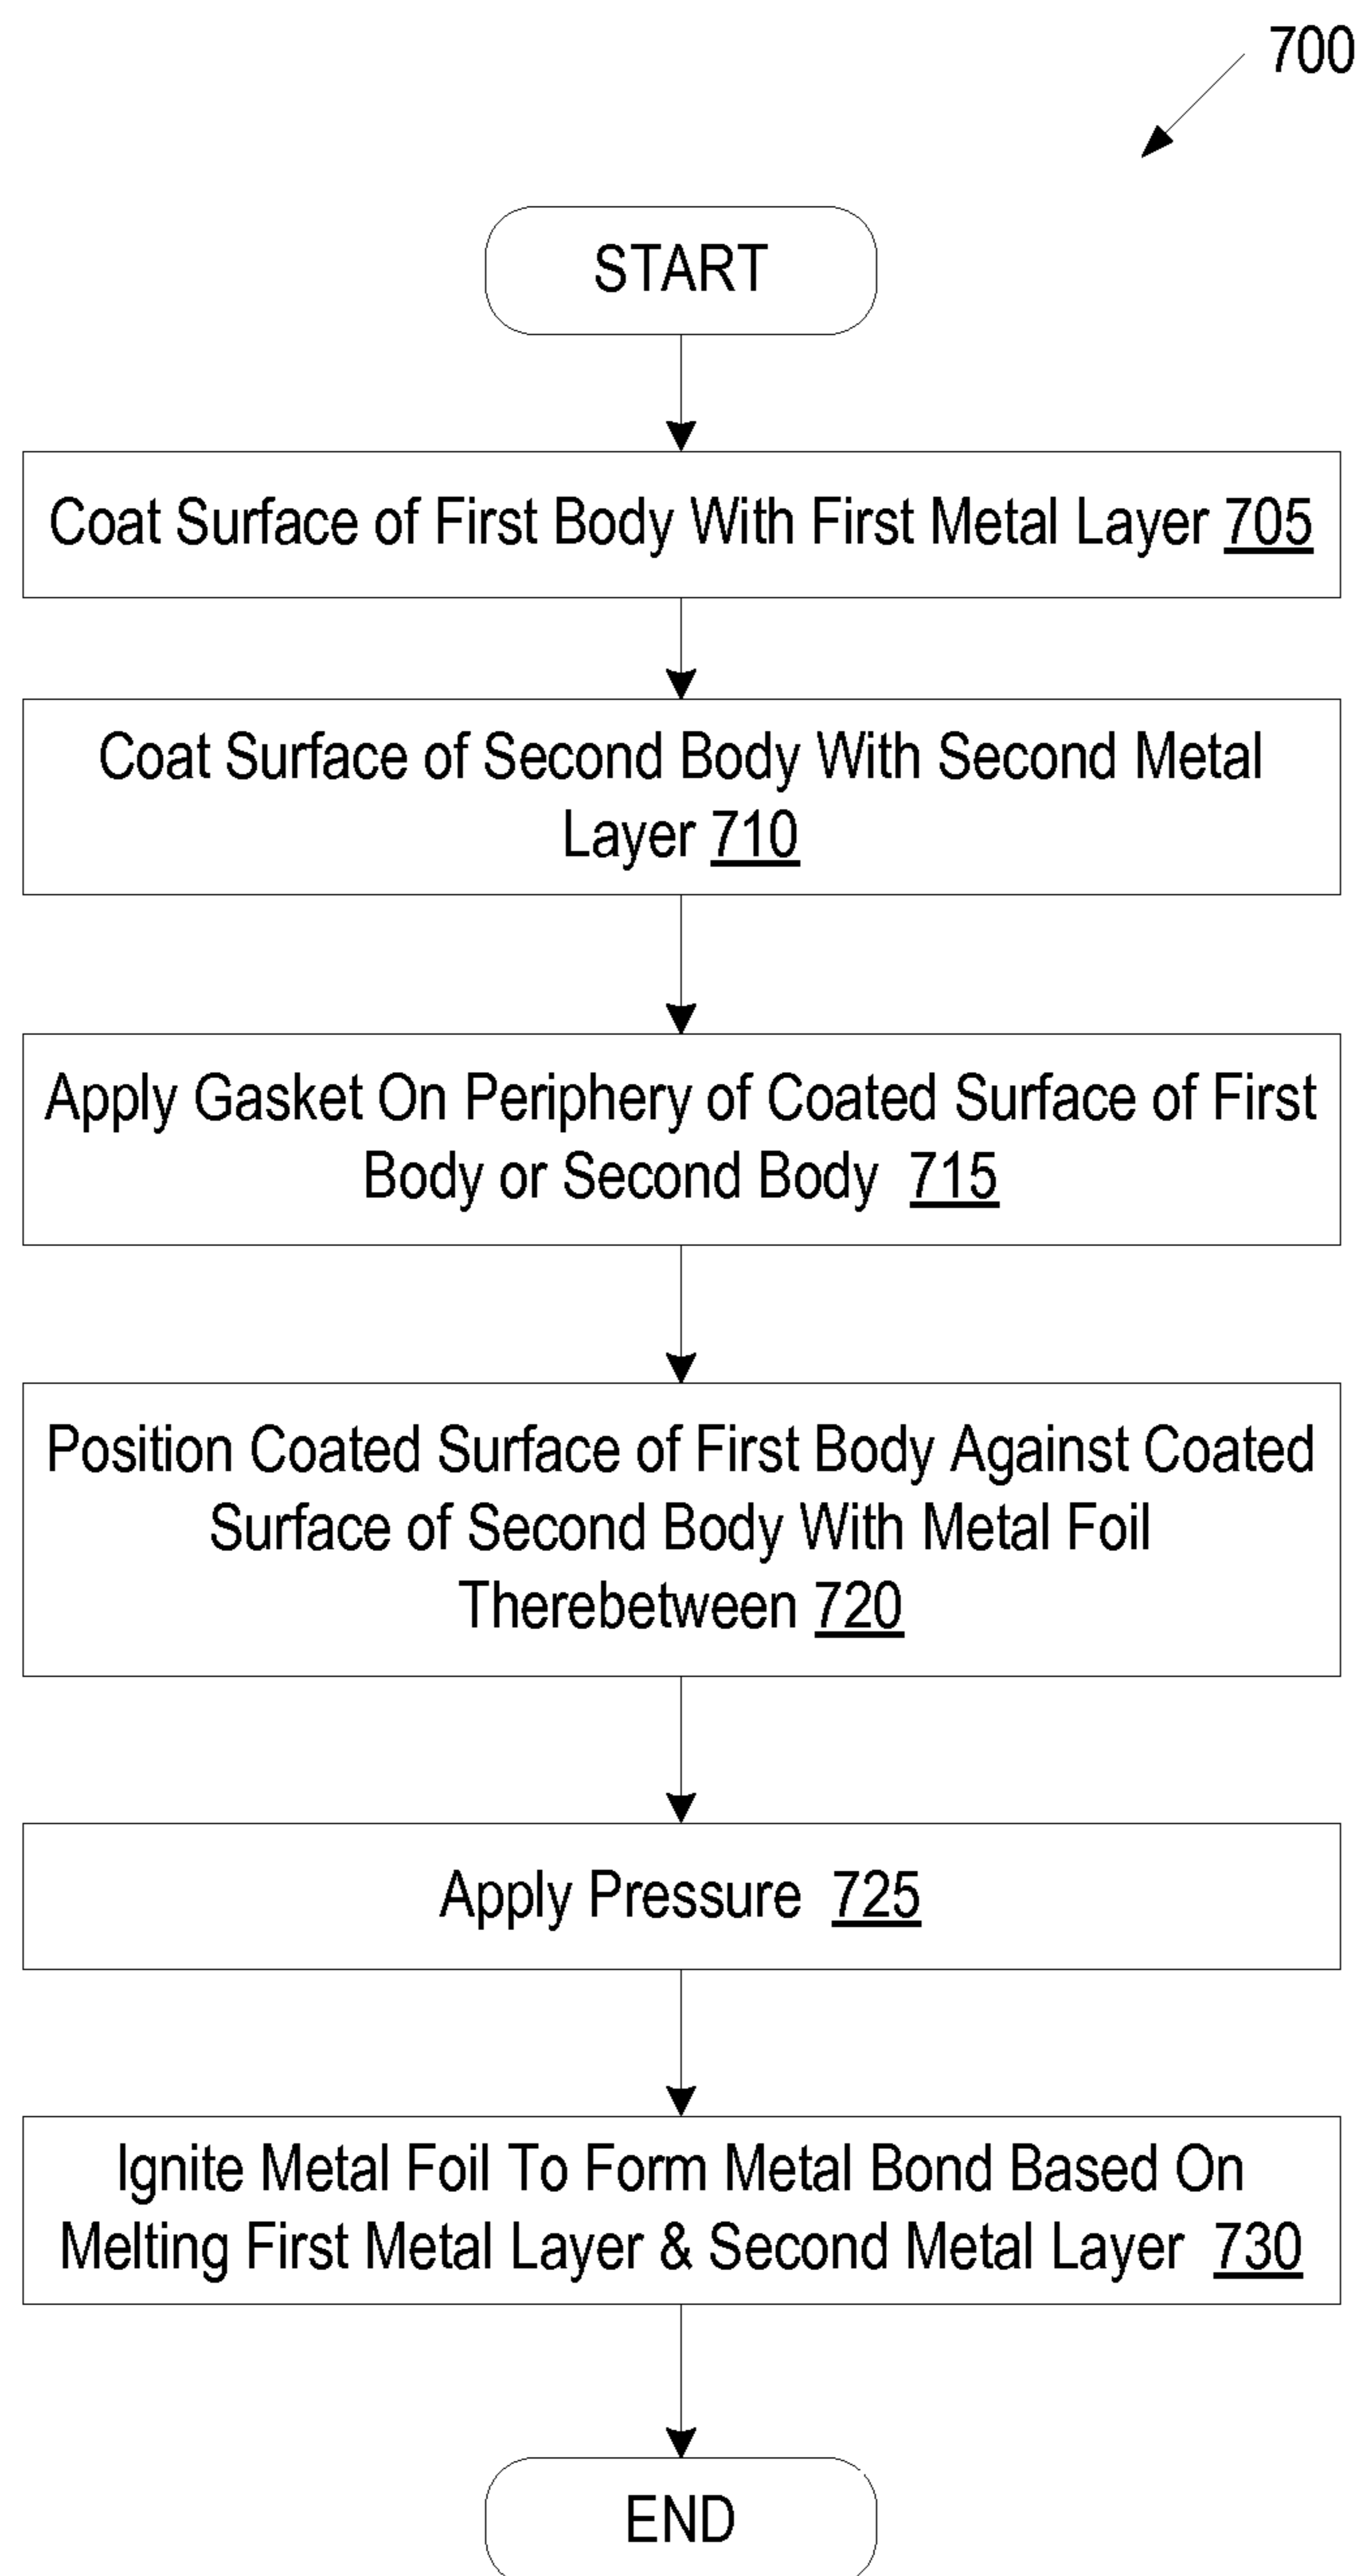 700
START
Coat Surface of First Body With First Metal Layer 705
Coat Surface of Second Body With Second Metal
Layer 710
Apply Gasket On Periphery of Coated Surface of First
Body or Second Body 715
Position Coated Surface of First Body Against Coated
Surface of Second Body With Metal Foil
Therebetween 720
Apply Pressure 725
Ignite Metal Foil To Form Metal Bond Based On
Melting First Metal Layer & Second Metal Layer 730
END